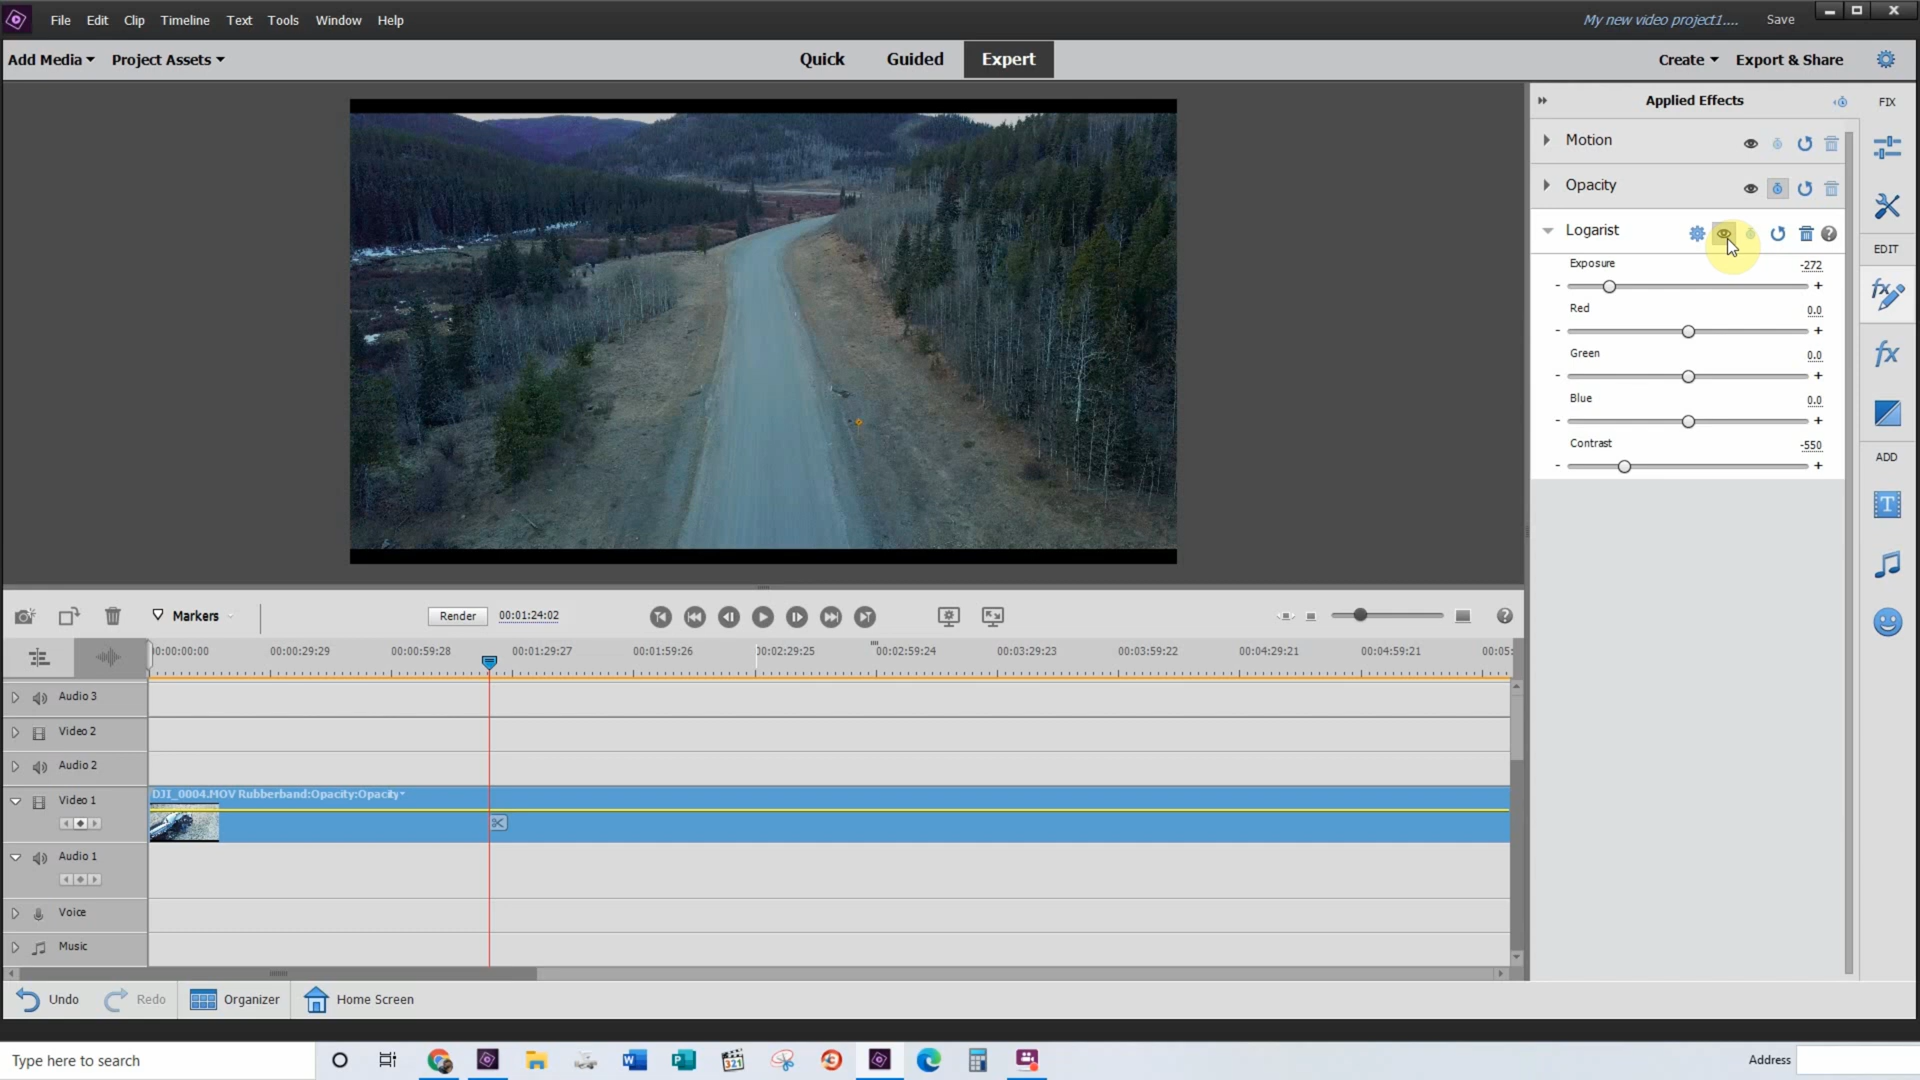 File Edit Clip Timeline Text Tools Window Help
My new video project1.... Save
Add Media Project Assets
Quick Guided Expert
Create Export & Share
Applied Effects
FIX
Motion
Opacity
Logarist
EDIT
Exposure -272
- +
Red 0.0
- +
Green 0.0
- +
Blue 0.0
- +
Contrast -550
- +
fx
fx
ADD
T
Markers
Render 00:01:24:02
00:00:00:00 00:00:29:29 00:00:59:28 00:01:29:27 00:01:59:26 00:02:29:25 00:02:59:24 00:03:29:23 00:03:59:22 00:04:29:21 00:04:59:21 00:05:
Audio 3
Video 2
Audio 2
Video 1
DJI_0004.MOV Rubberband:Opacity:Opacity
Audio 1
Voice
Music
Undo Redo Organizer Home Screen
Type here to search
321
Address